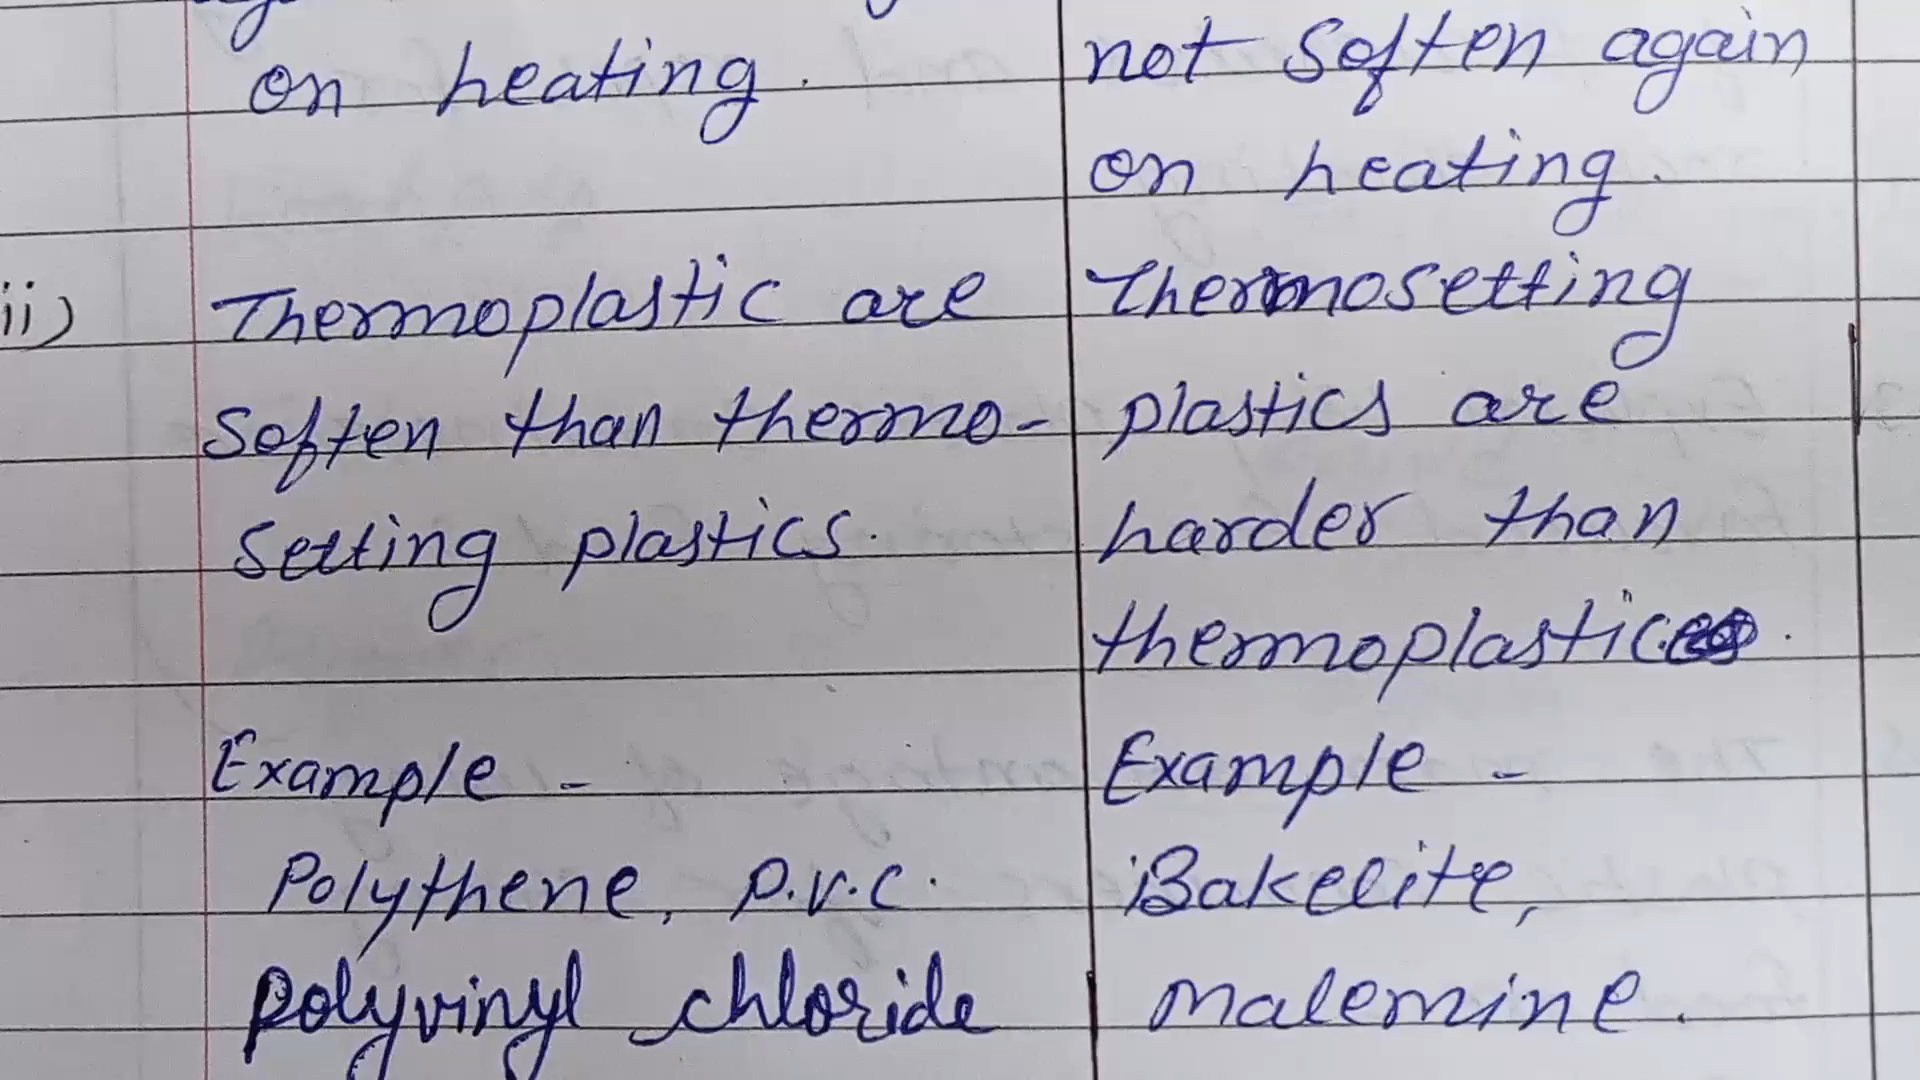 on heating.
not soften again
on heating.
ii)
Thermoplastic are
soften than thermo-
setting plastics.
Example -
Polythene, P.V.C.
polyvinyl chloride
Thermosetting
plastics are
harder than
thermoplastic.
Example -
Bakelite,
malemine.